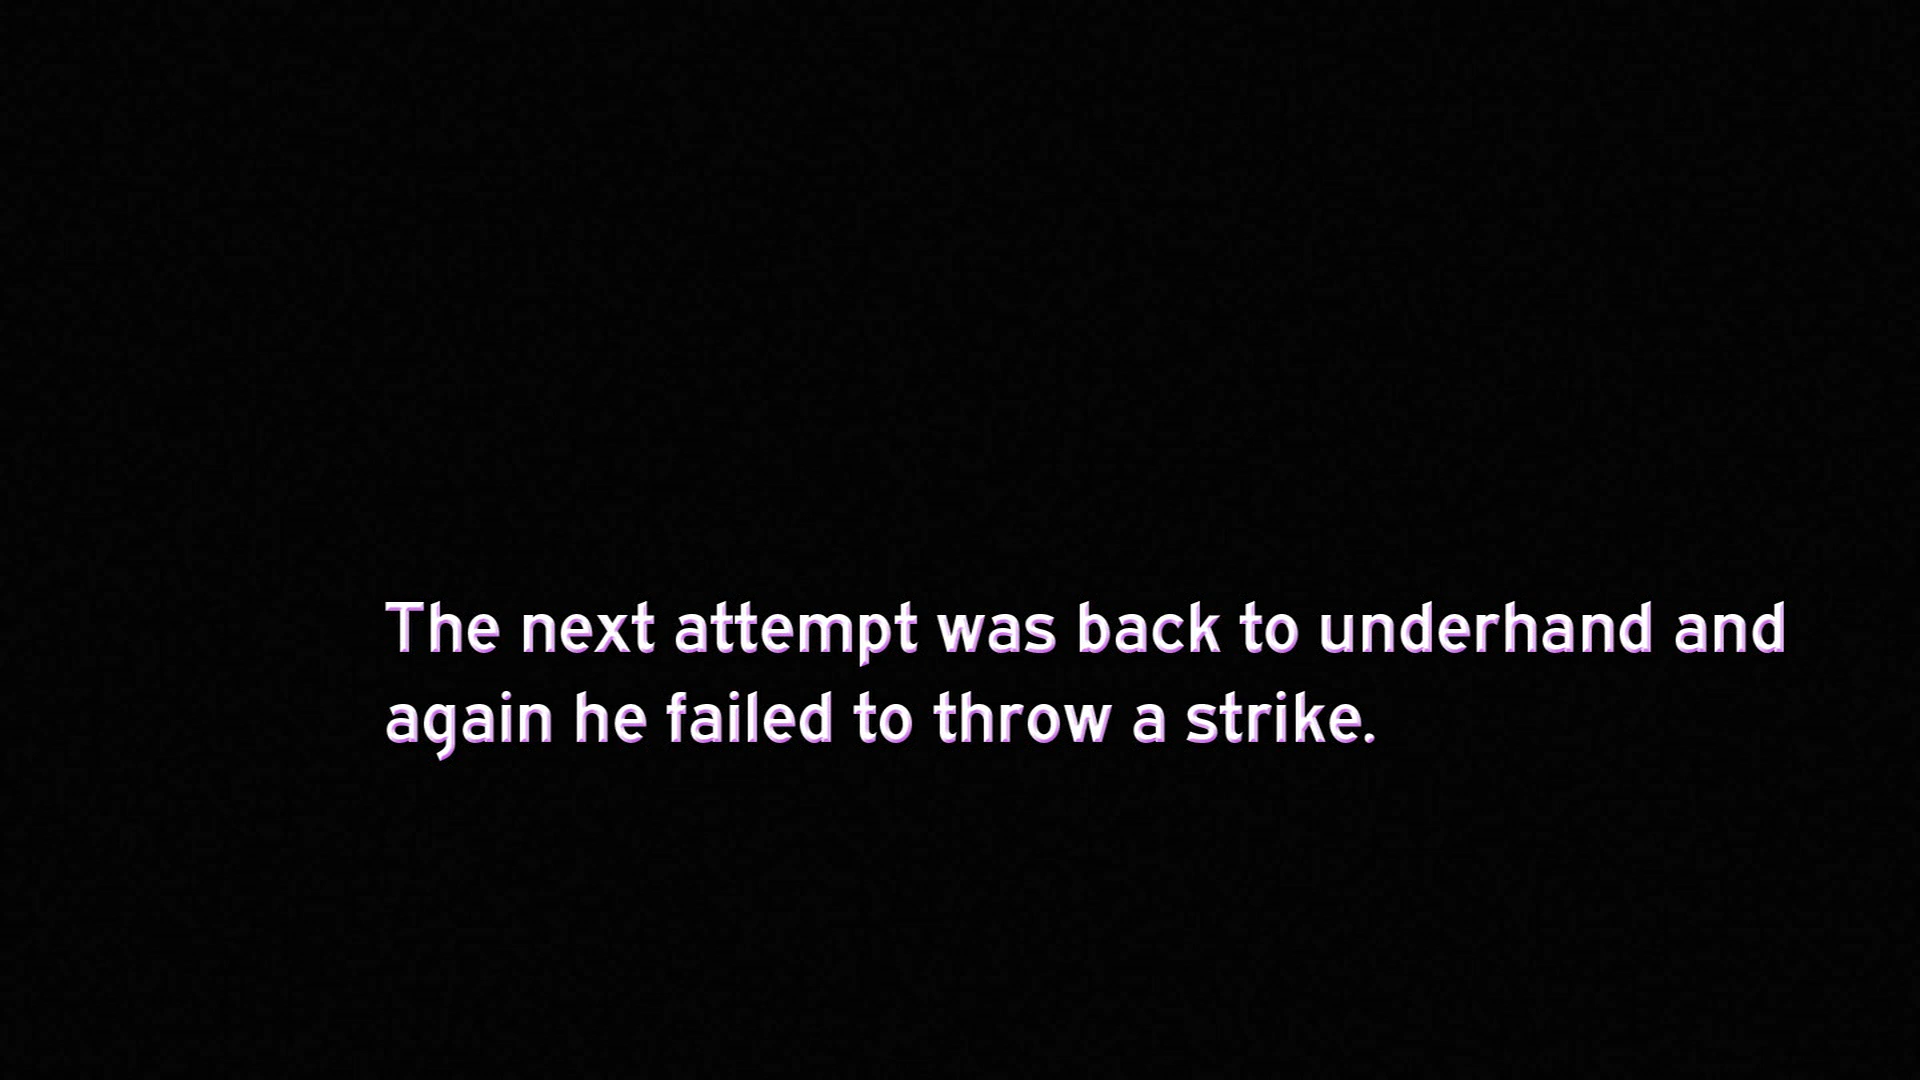 The next attempt was back to underhand and
again he failed to throw a strike.